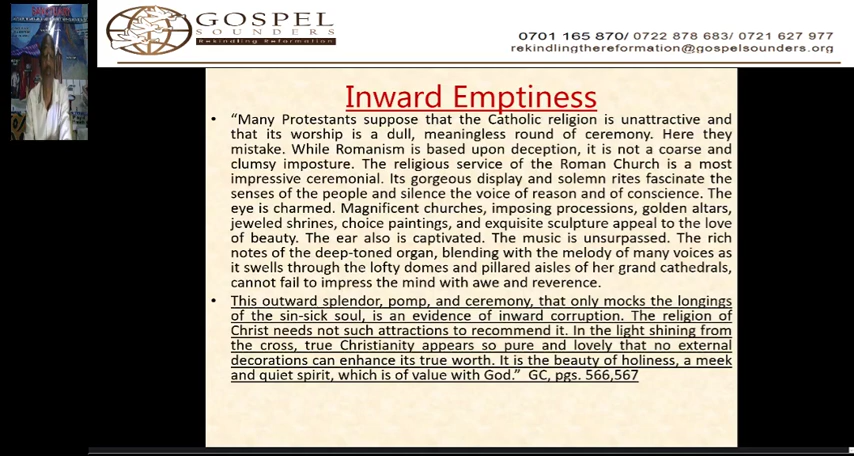 GOSPEL
SOUNDERS
Rekindling Reformation
0701 165 870/ 0722 878 683/ 0721 627 977
rekindlingthereformation@gospelsounders.org
Inward Emptiness
• “Many Protestants suppose that the Catholic religion is unattractive and
that its worship is a dull, meaningless round of ceremony. Here they
mistake. While Romanism is based upon deception, it is not a coarse and
clumsy imposture. The religious service of the Roman Church is a most
impressive ceremonial. Its gorgeous display and solemn rites fascinate the
senses of the people and silence the voice of reason and of conscience. The
eye is charmed. Magnificent churches, imposing processions, golden altars,
jeweled shrines, choice paintings, and exquisite sculpture appeal to the love
of beauty. The ear also is captivated. The music is unsurpassed. The rich
notes of the deep-toned organ, blending with the melody of many voices as
it swells through the lofty domes and pillared aisles of her grand cathedrals,
cannot fail to impress the mind with awe and reverence.
• This outward splendor, pomp, and ceremony, that only mocks the longings
of the sin-sick soul, is an evidence of inward corruption. The religion of
Christ needs not such attractions to recommend it. In the light shining from
the cross, true Christianity appears so pure and lovely that no external
decorations can enhance its true worth. It is the beauty of holiness, a meek
and quiet spirit, which is of value with God.” GC, pgs. 566,567